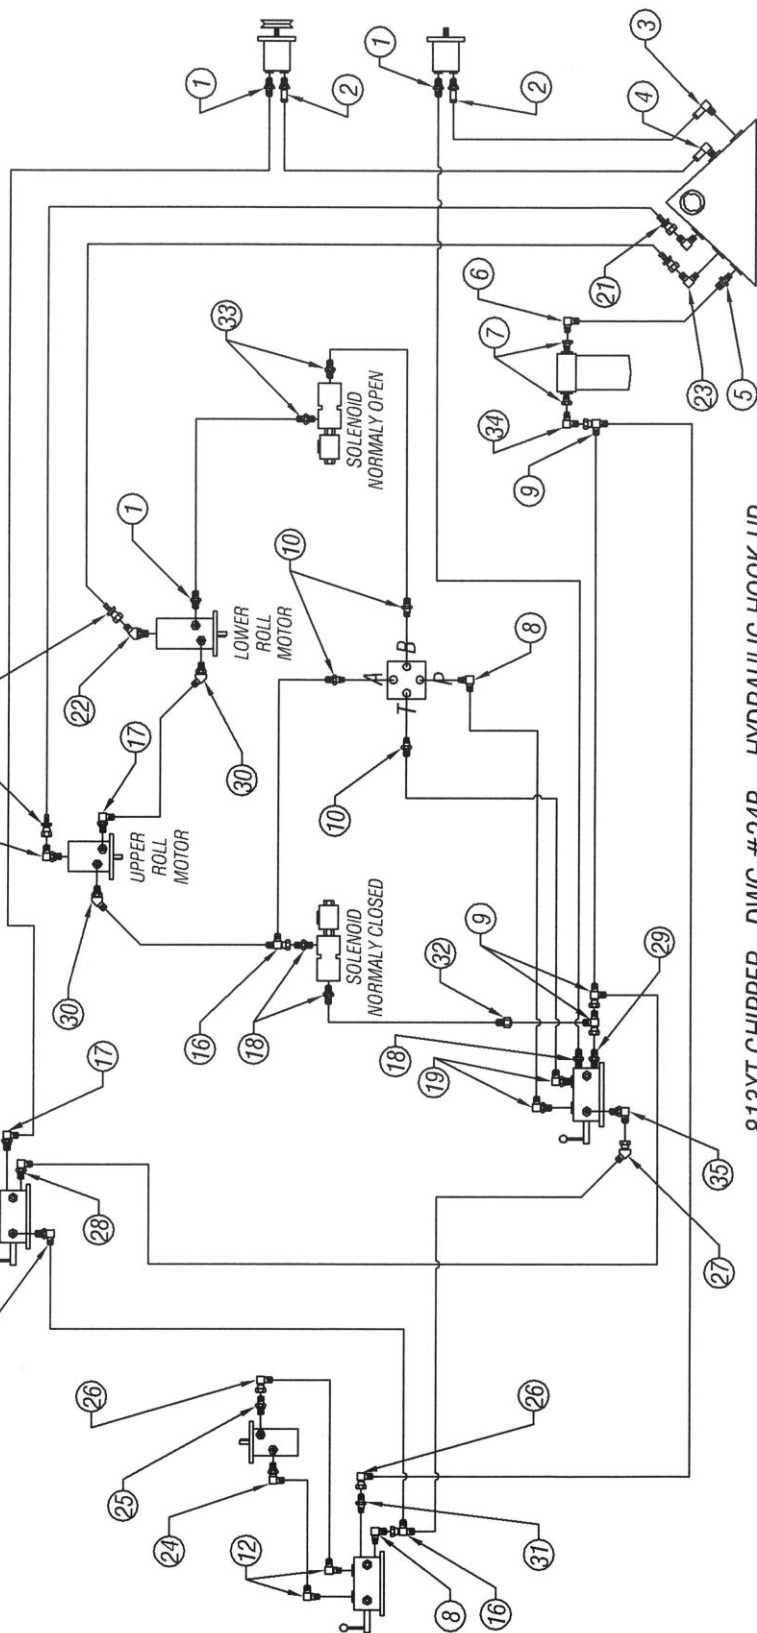 30
26
22
28
17
25
1
17
UPPER
ROLL
MOTOR
24
1
33
30
LOWER
ROLL
MOTOR
12
18
16
10
10
2
SOLENOID
NORMALY CLOSED
SOLENOID
NORMALY OPEN
1
A
T
B
P
18
26
19
32
8
9
6
16
7
34
9
8
2
31
21
3
4
29
23
35
27
5
813XT CHIPPER DWG. HYDRAULIC HOOK UP